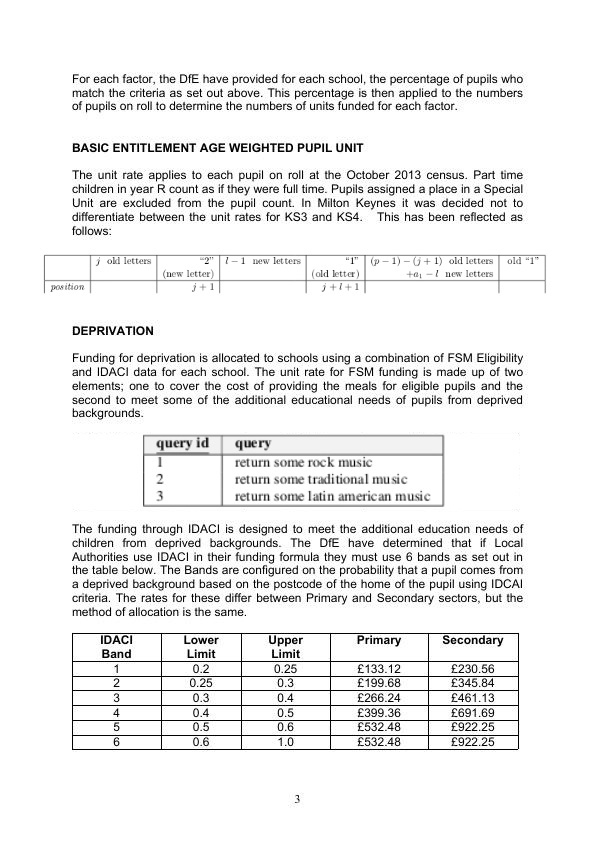 For each factor, the DfE have provided for each school, the percentage of pupils who
match the criteria as set out above. This percentage is then applied to the numbers
of pupils on roll to determine the numbers of units funded for each factor.
BASIC ENTITLEMENT AGE WEIGHTED PUPIL UNIT
The unit rate applies to each pupil on roll at the October 2013 census. Part time
children in year R count as if they were full time. Pupils assigned a place in a Special
Unit are excluded from the pupil count. In Milton Keynes it was decided not to
differentiate between the unit rates for KS3 and KS4. This has been reflected as
follows:
j old letters "2" l − 1 new letters "1" (p − 1) − (j + 1) old letters old "1"
(new letter) (old letter) +a₁ − l new letters
position j + 1 j + l + 1
DEPRIVATION
Funding for deprivation is allocated to schools using a combination of FSM Eligibility
and IDACI data for each school. The unit rate for FSM funding is made up of two
elements; one to cover the cost of providing the meals for eligible pupils and the
second to meet some of the additional educational needs of pupils from deprived
backgrounds.
query id query
1 return some rock music
2 return some traditional music
3 return some latin american music
The funding through IDACI is designed to meet the additional education needs of
children from deprived backgrounds. The DfE have determined that if Local
Authorities use IDACI in their funding formula they must use 6 bands as set out in
the table below. The Bands are configured on the probability that a pupil comes from
a deprived background based on the postcode of the home of the pupil using IDCAI
criteria. The rates for these differ between Primary and Secondary sectors, but the
method of allocation is the same.
IDACI Lower Upper Primary Secondary
Band Limit Limit
1 0.2 0.25 £133.12 £230.56
2 0.25 0.3 £199.68 £345.84
3 0.3 0.4 £266.24 £461.13
4 0.4 0.5 £399.36 £691.69
5 0.5 0.6 £532.48 £922.25
6 0.6 1.0 £532.48 £922.25
3